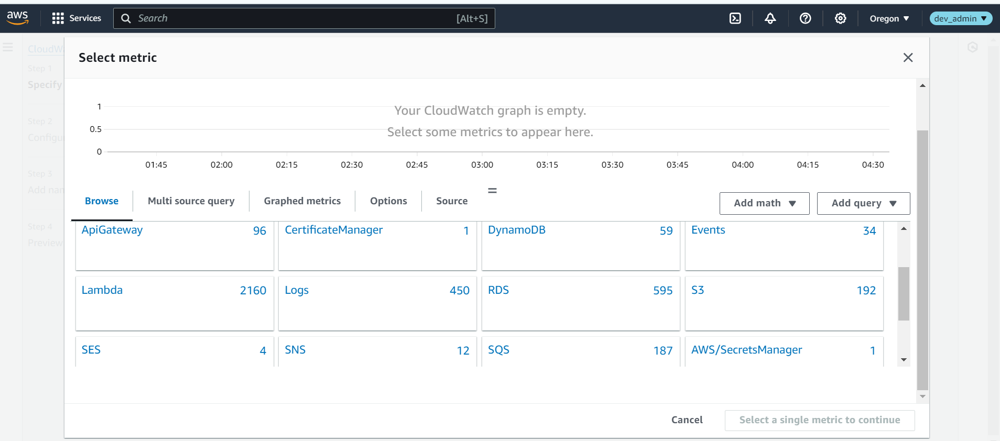 aws
Services
Search
[Alt+S]
Oregon
dev_admin
CloudW
Step 1
Specify
Step 2
Configu
Step 3
Add nam
Step 4
Preview
Select metric
1
0.5
0
Your CloudWatch graph is empty.
Select some metrics to appear here.
01:45 02:00 02:15 02:30 02:45 03:00 03:15 03:30 03:45 04:00 04:15 04:30
Browse
Multi source query
Graphed metrics
Options
Source
Add math
Add query
ApiGateway 96
CertificateManager 1
DynamoDB 59
Events 34
Lambda 2160
Logs 450
RDS 595
S3 192
SES 4
SNS 12
SQS 187
AWS/SecretsManager 1
Cancel
Select a single metric to continue